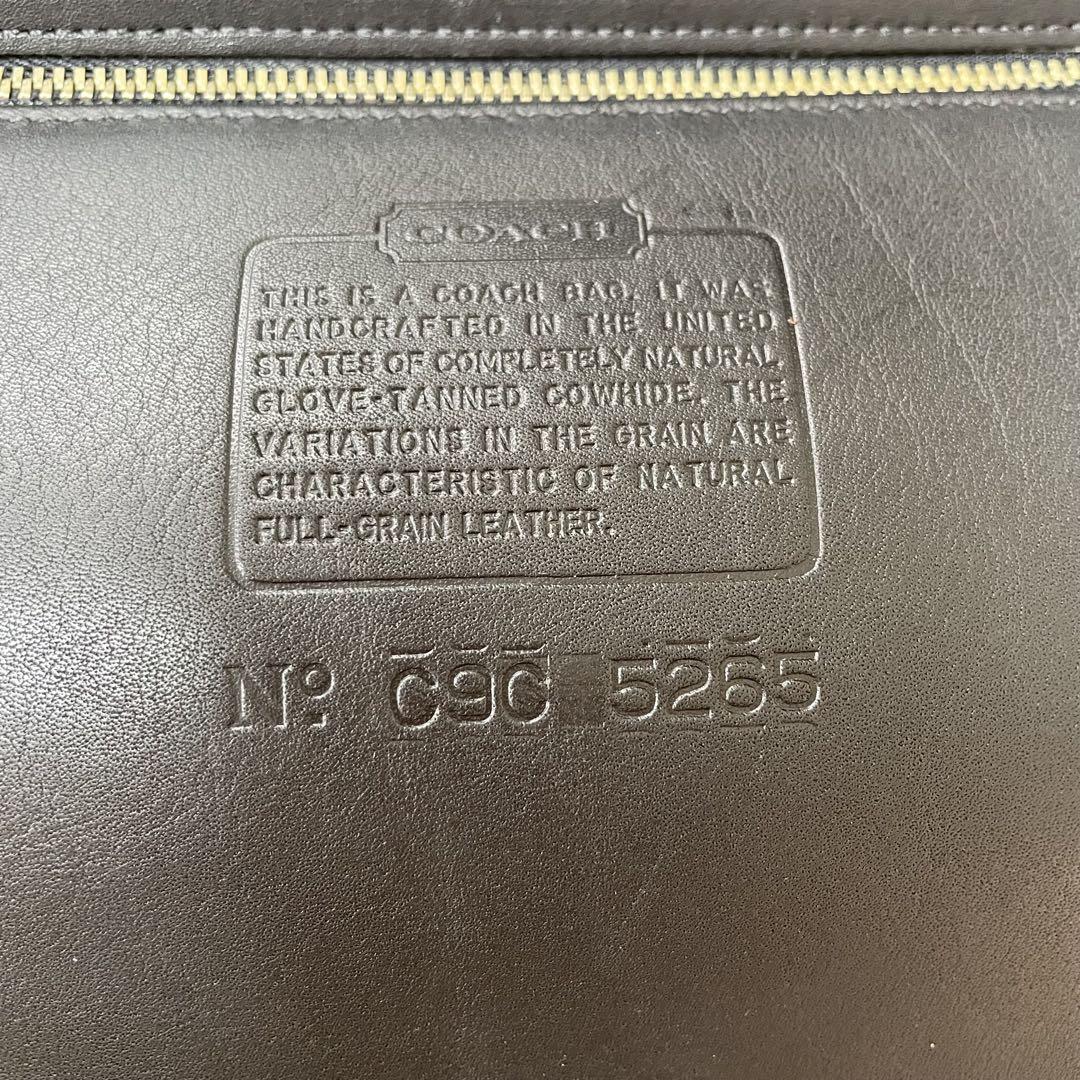 COACH
THIS IS A COACH BAG. IT WAS
HANDCRAFTED IN THE UNITED
STATES OF COMPLETELY NATURAL
GLOVE-TANNED COWHIDE. THE
VARIATIONS IN THE GRAIN ARE
CHARACTERISTIC OF NATURAL
FULL-GRAIN LEATHER.
No. C9C 5265